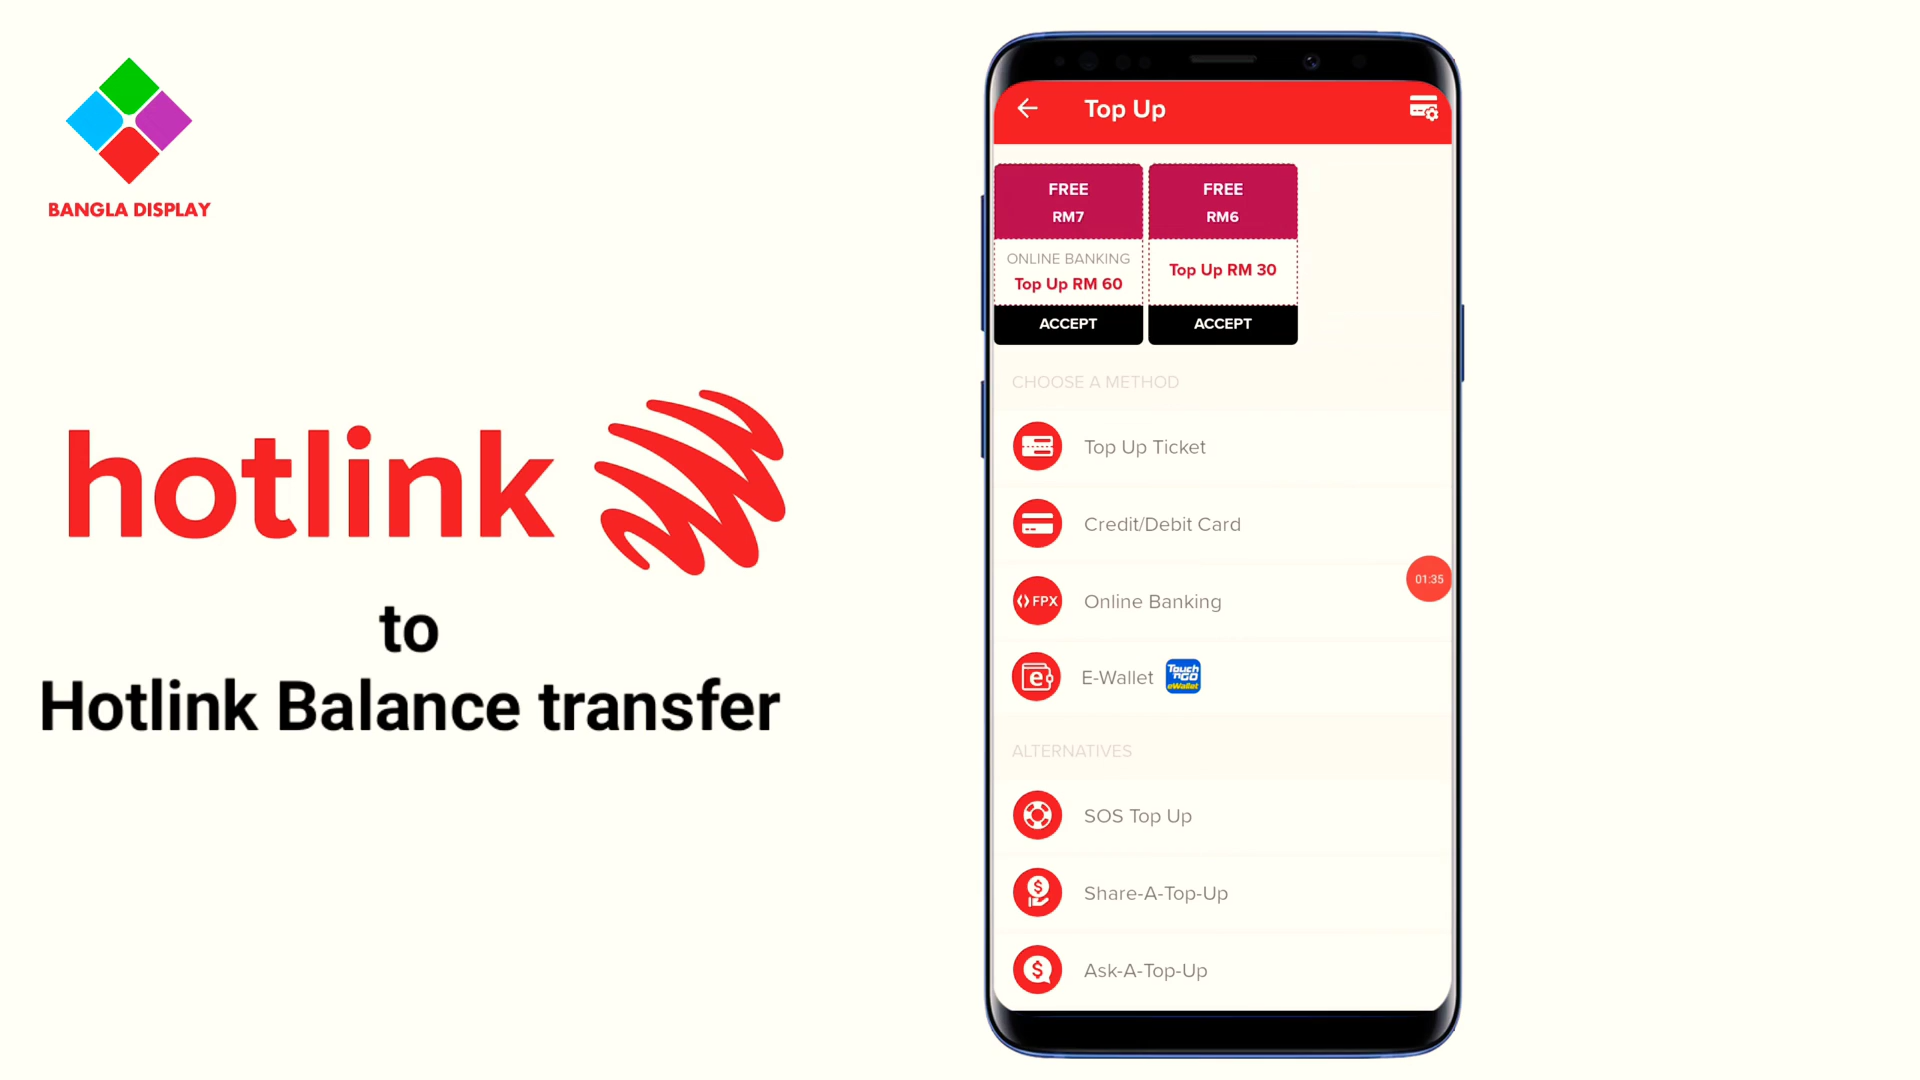 BANGLA DISPLAY
hotlink
to
Hotlink Balance transfer
Top Up
FREE
RM7
ONLINE BANKING
Top Up RM 60
ACCEPT
FREE
RM6
Top Up RM 30
ACCEPT
CHOOSE A METHOD
Top Up Ticket
Credit/Debit Card
FPX
Online Banking
01:35
e
E-Wallet
Touch 'nGO eWallet
ALTERNATIVES
SOS Top Up
$
Share-A-Top-Up
$
Ask-A-Top-Up